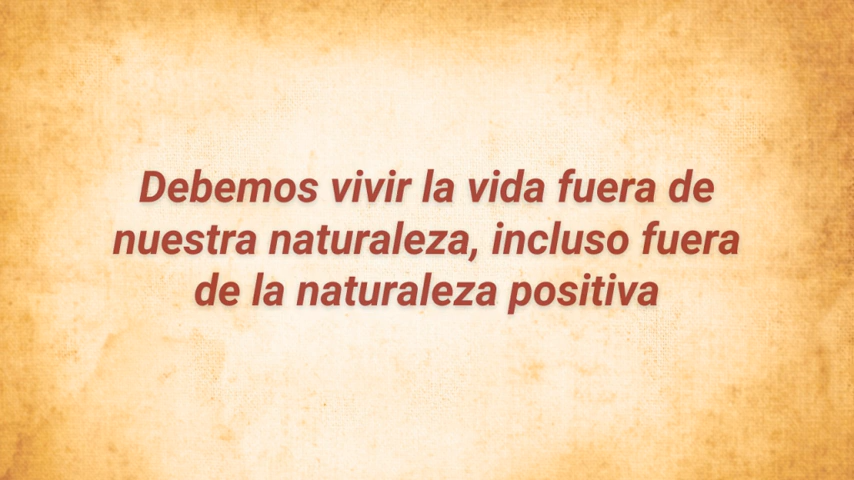 Debemos vivir la vida fuera de
nuestra naturaleza, incluso fuera
de la naturaleza positiva